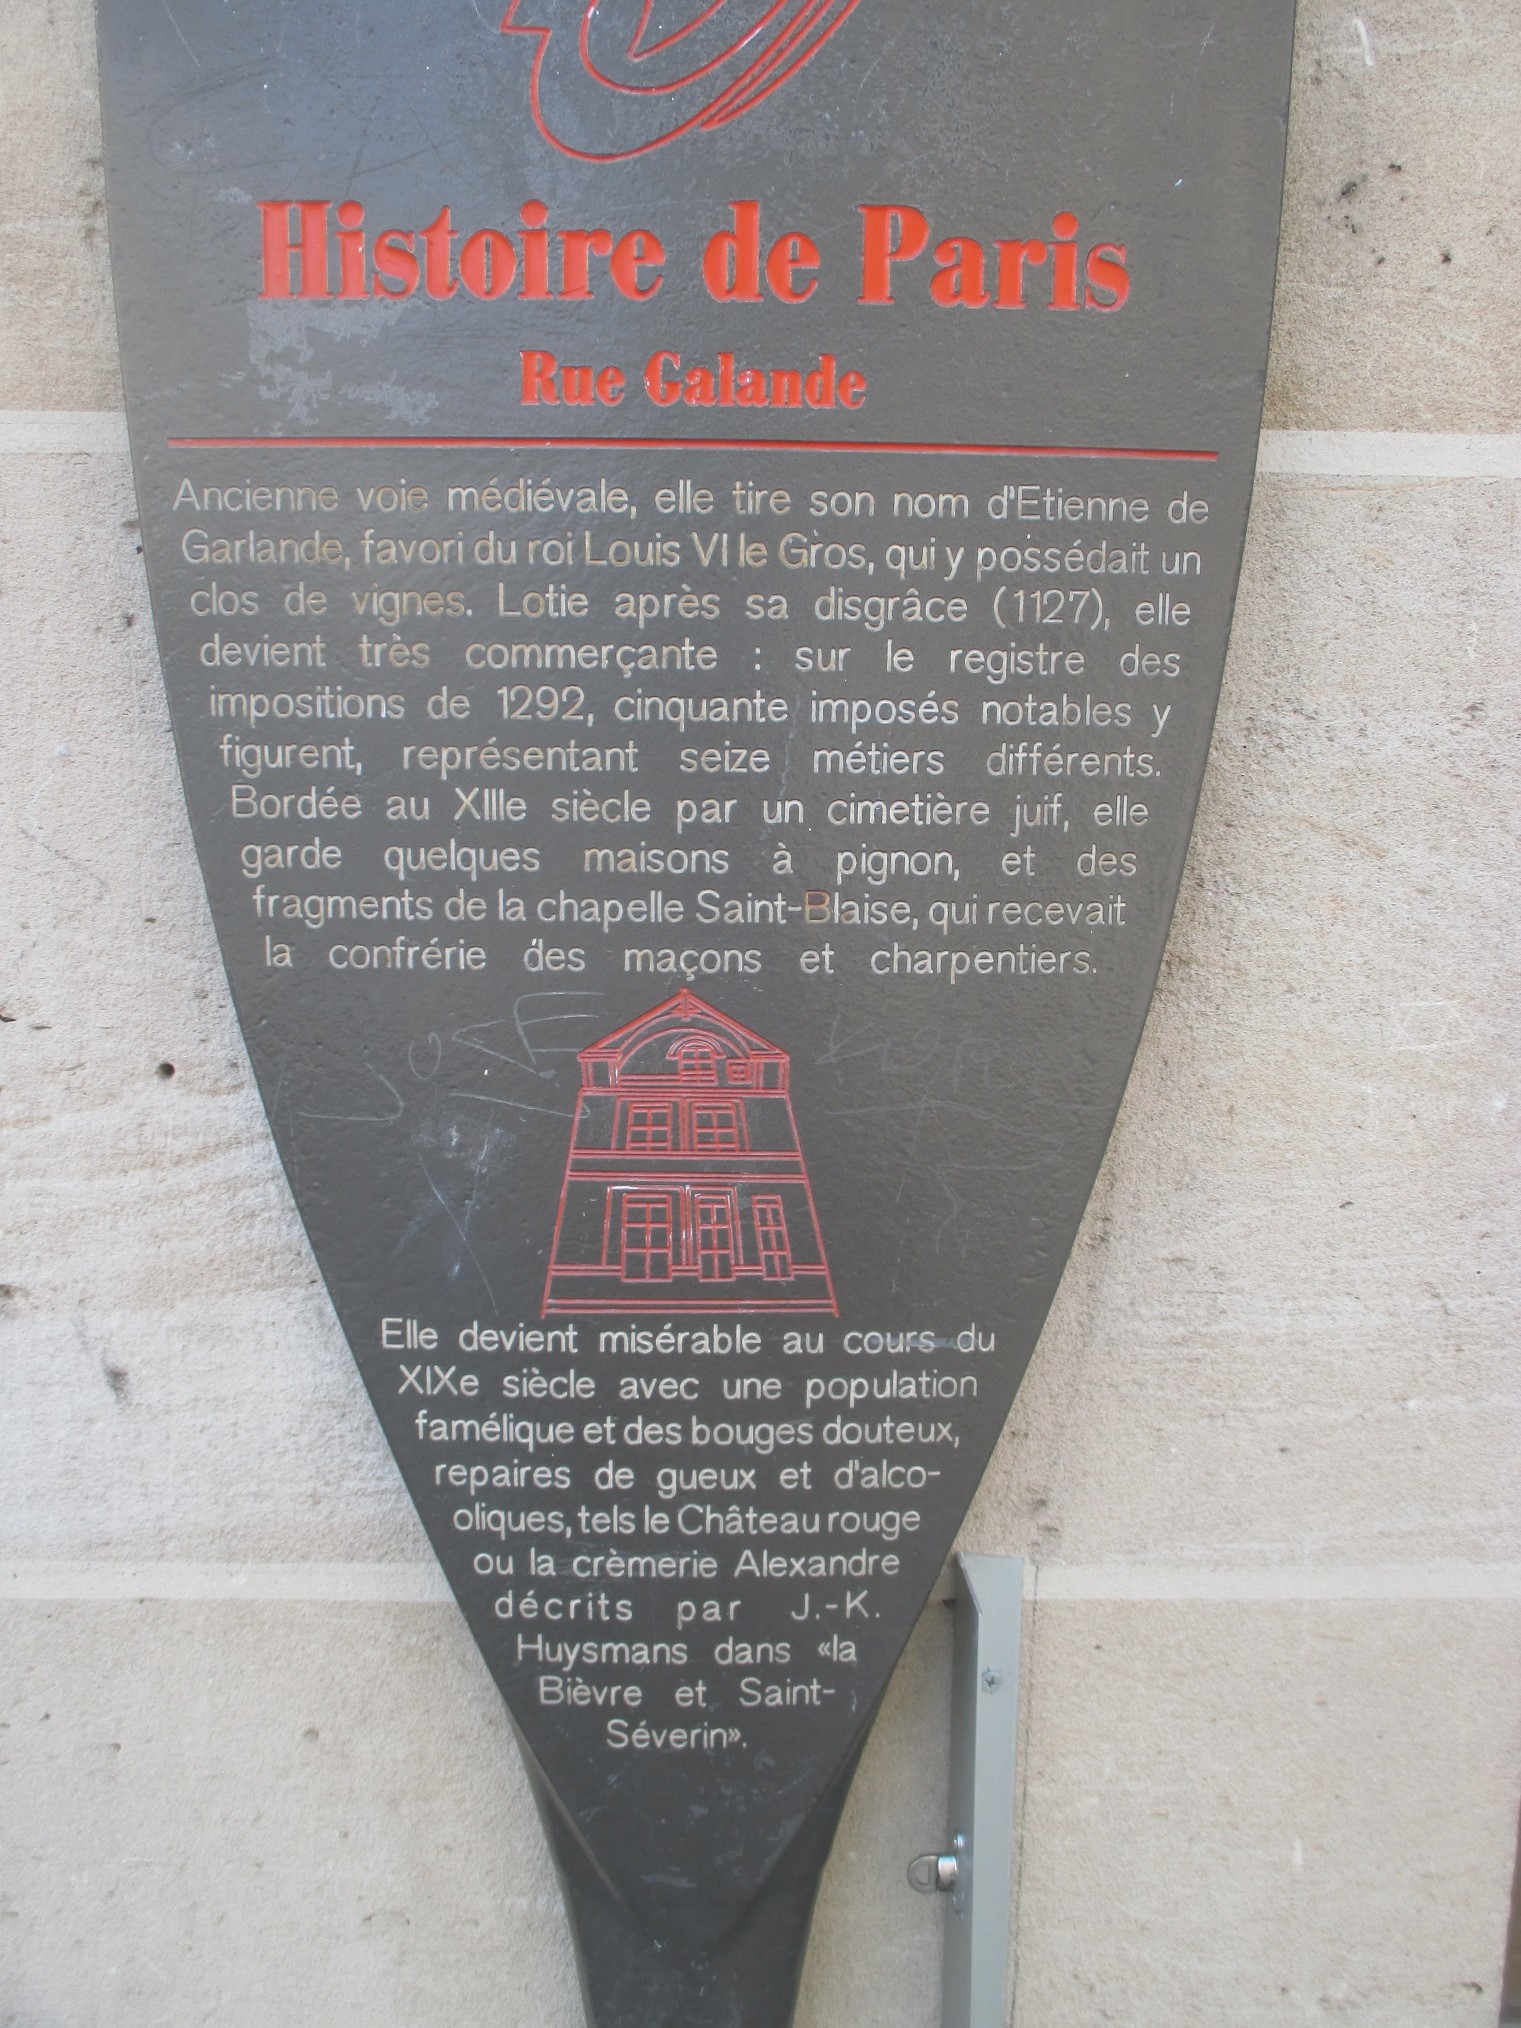 Histoire de Paris
Rue Galande
Ancienne voie médiévale, elle tire son nom d'Etienne de
Garlande, favori du roi Louis VI le Gros, qui y possédait un
clos de vignes. Lotie après sa disgrâce (1127), elle
devient très commerçante : sur le registre des
impositions de 1292, cinquante imposés notables y
figurent, représentant seize métiers différents.
Bordée au XIIIe siècle par un cimetière juif, elle
garde quelques maisons à pignon, et des
fragments de la chapelle Saint-Blaise, qui recevait
la confrérie des maçons et charpentiers.
Elle devient misérable au cours du
XIXe siècle avec une population
famélique et des bouges douteux,
repaires de gueux et d'alco-
oliques, tels le Château rouge
ou la crèmerie Alexandre
décrits par J.-K.
Huysmans dans «la
Bièvre et Saint-
Séverin».